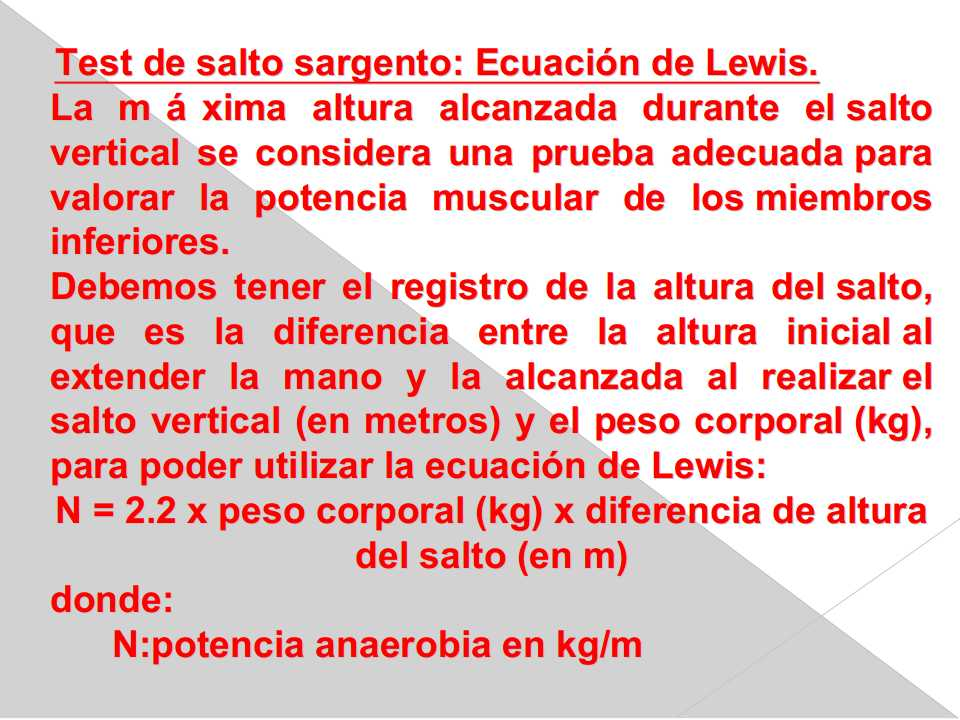 Test de salto sargento: Ecuación de Lewis.
La m á xima altura alcanzada durante el salto
vertical se considera una prueba adecuada para
valorar la potencia muscular de los miembros
inferiores.
Debemos tener el registro de la altura del salto,
que es la diferencia entre la altura inicial al
extender la mano y la alcanzada al realizar el
salto vertical (en metros) y el peso corporal (kg),
para poder utilizar la ecuación de Lewis:
N = 2.2 x peso corporal (kg) x diferencia de altura
del salto (en m)
donde:
N:potencia anaerobia en kg/m